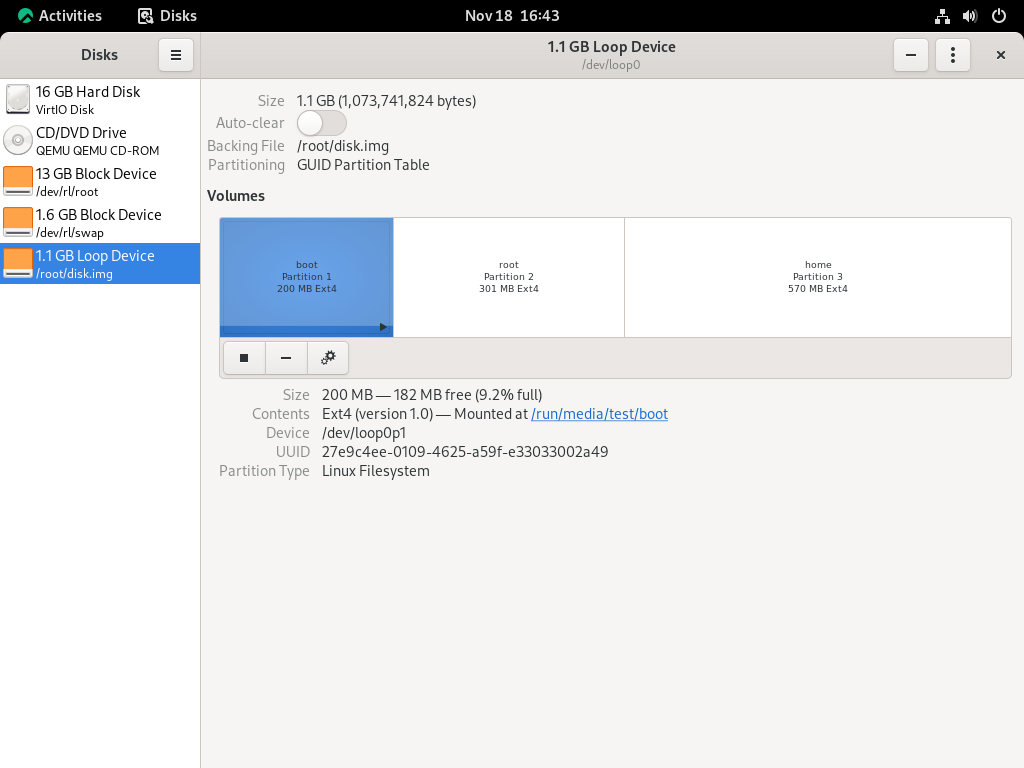 Activities
Disks
Nov 18 16:43
Disks
1.1 GB Loop Device
/dev/loop0
16 GB Hard Disk
VirtIO Disk
CD/DVD Drive
QEMU QEMU CD-ROM
13 GB Block Device
/dev/rl/root
1.6 GB Block Device
/dev/rl/swap
1.1 GB Loop Device
/root/disk.img
Size 1.1 GB (1,073,741,824 bytes)
Auto-clear
Backing File /root/disk.img
Partitioning GUID Partition Table
Volumes
boot
Partition 1
200 MB Ext4
root
Partition 2
301 MB Ext4
home
Partition 3
570 MB Ext4
Size 200 MB — 182 MB free (9.2% full)
Contents Ext4 (version 1.0) — Mounted at /run/media/test/boot
Device /dev/loop0p1
UUID 27e9c4ee-0109-4625-a59f-e33033002a49
Partition Type Linux Filesystem